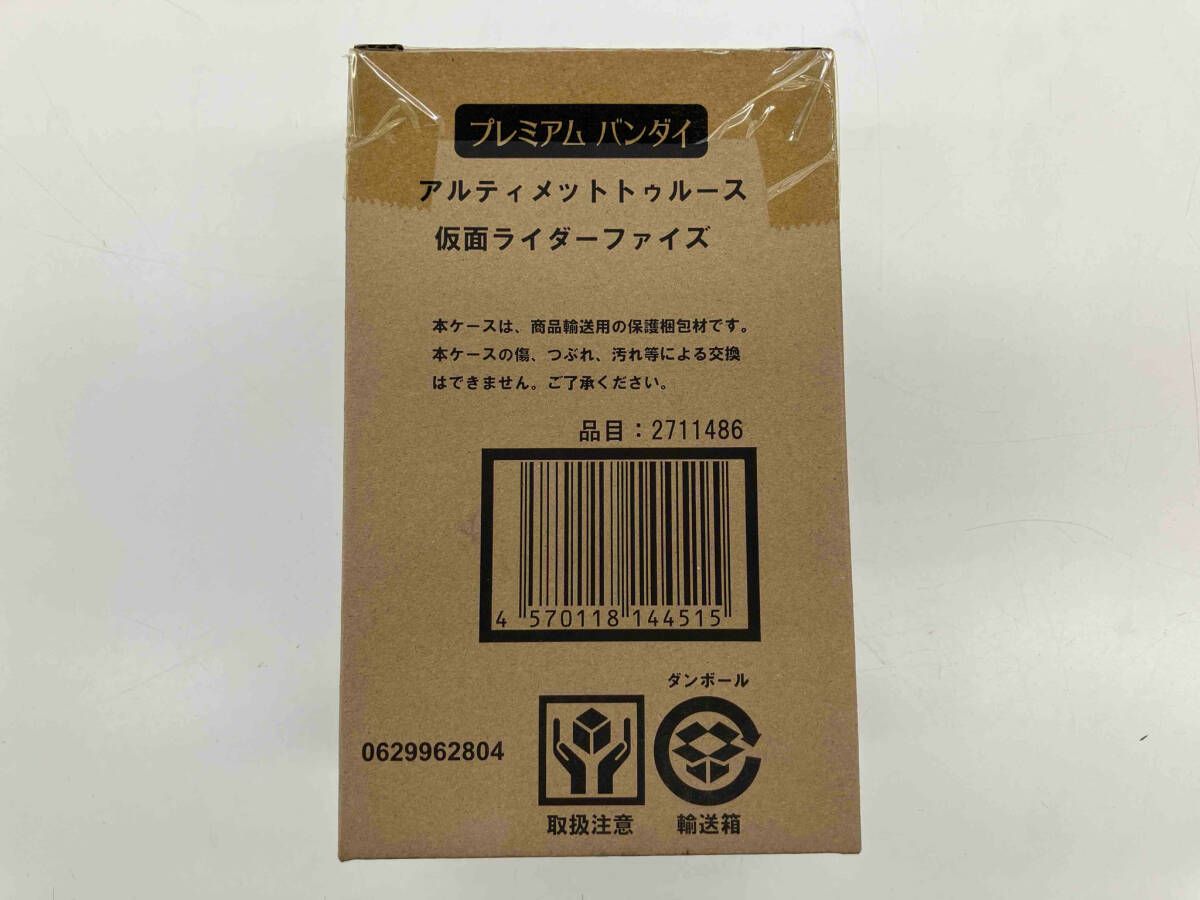 プレミアム バンダイ
アルティメットトゥルース
仮面ライダーファイズ
本ケースは、商品輸送用の保護梱包材です。
本ケースの傷、つぶれ、汚れ等による交換
はできません。ご了承ください。
品目：2711486
4 570118 144515
ダンボール
0629962804
取扱注意
輸送箱